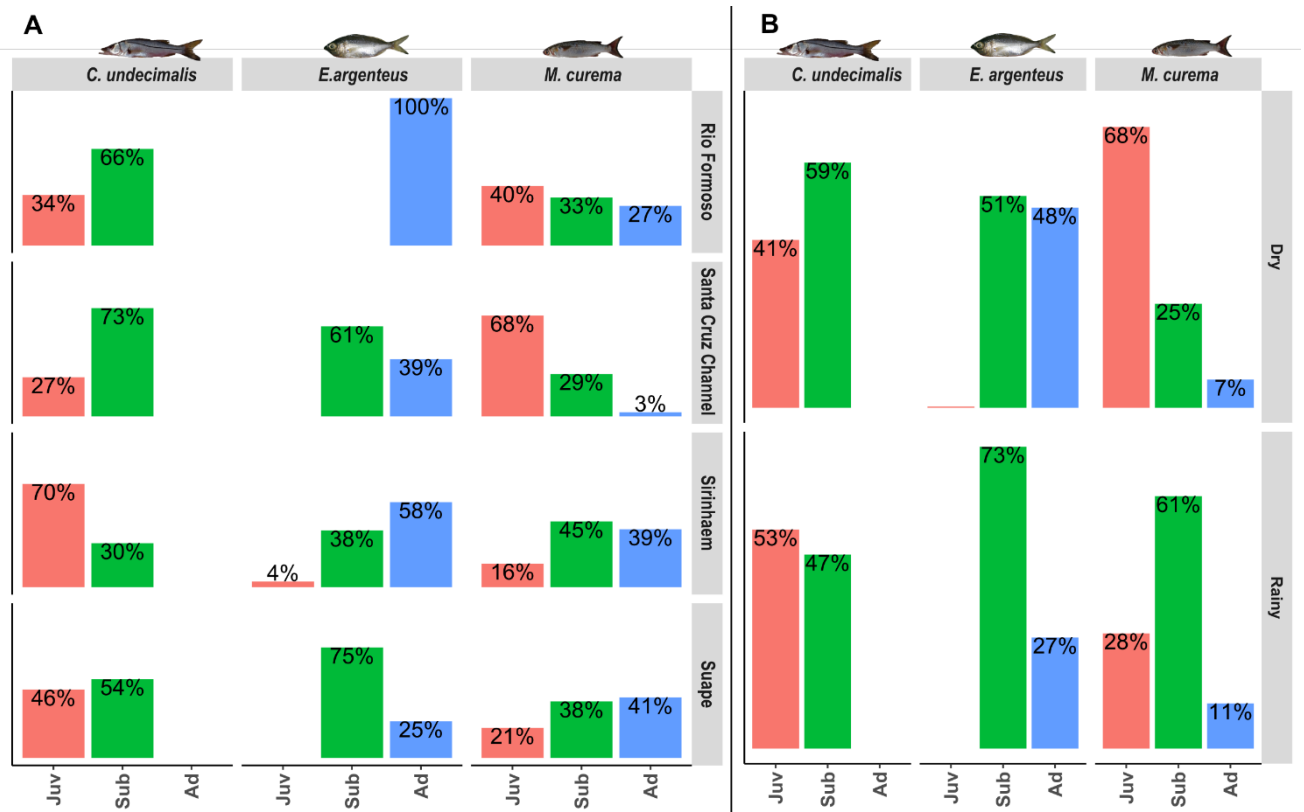 A
C. undecimalis
E.argenteus
M. curema
66%
34%
100%
40%
33%
27%
Rio Formoso
73%
27%
61%
39%
68%
29%
3%
Santa Cruz Channel
70%
30%
4%
38%
58%
16%
45%
39%
Sirinhaem
46%
54%
75%
25%
21%
38%
41%
Suape
Juv
Sub
Ad
Juv
Sub
Ad
Juv
Sub
Ad
B
C. undecimalis
E. argenteus
M. curema
41%
59%
51%
48%
68%
25%
7%
Dry
53%
47%
73%
27%
28%
61%
11%
Rainy
Juv
Sub
Ad
Juv
Sub
Ad
Juv
Sub
Ad